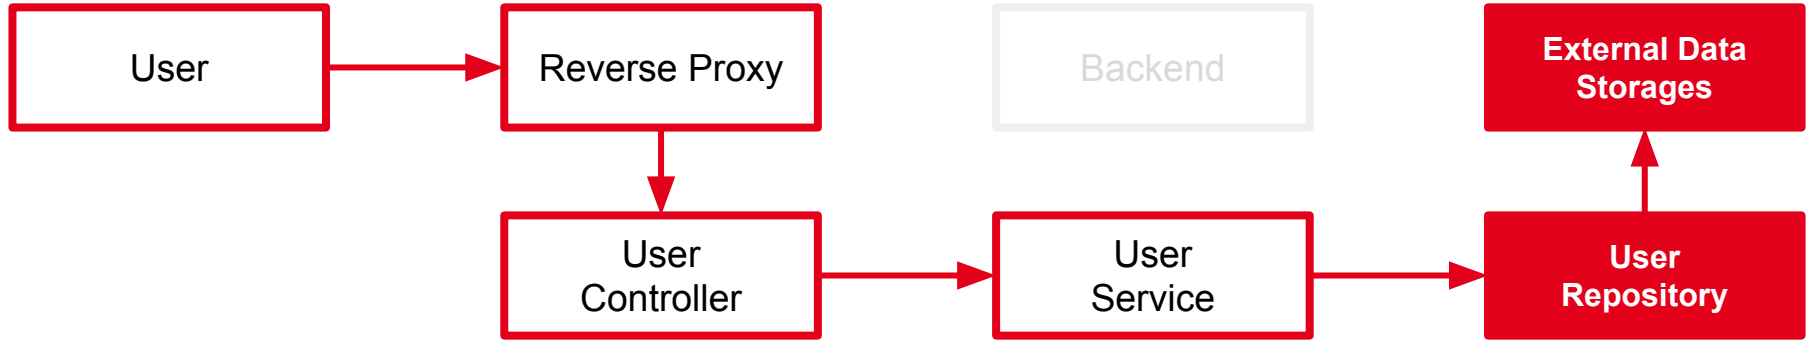 User
Reverse Proxy
Backend
External Data
Storages
User
Controller
User
Service
User
Repository